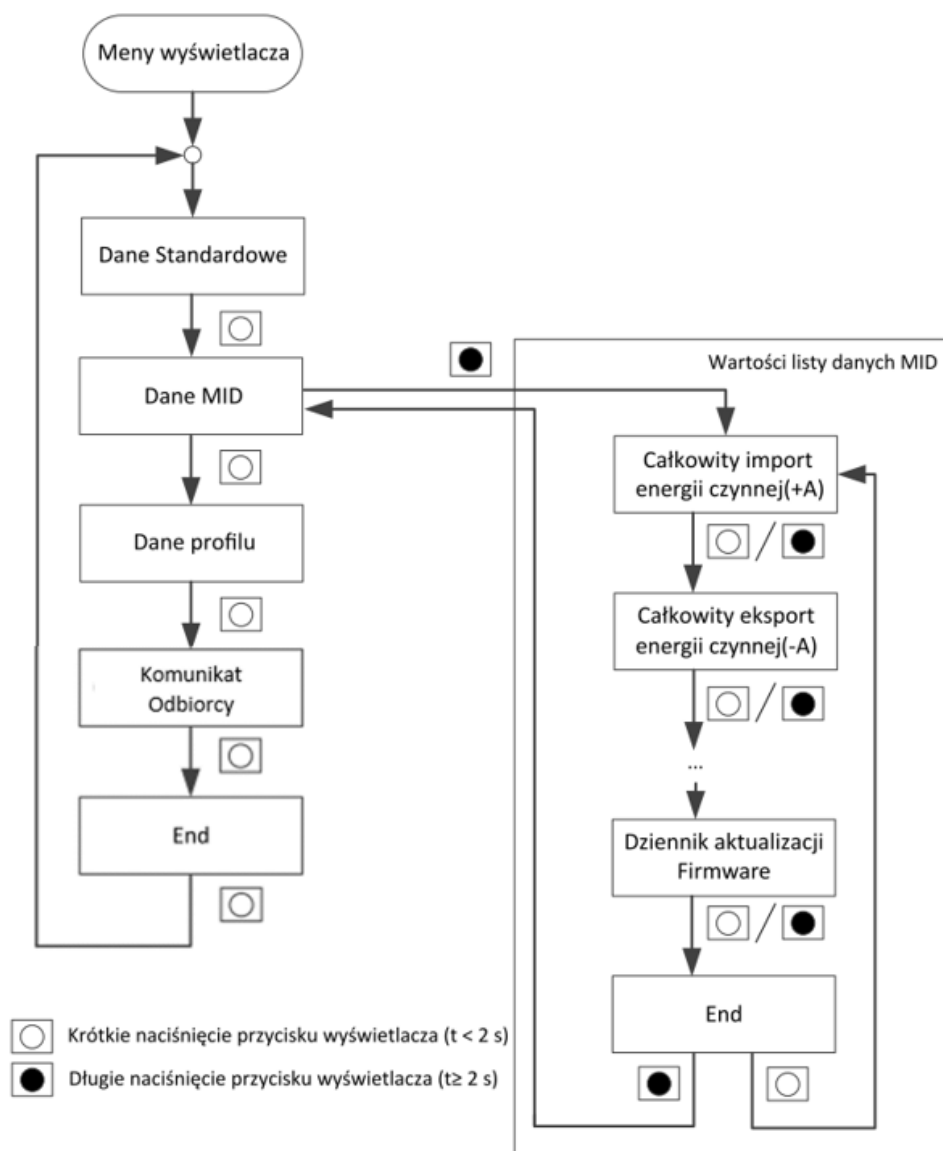 Meny wyświetlacza
Dane Standardowe
Dane MID
Dane profilu
Komunikat
Odbiorcy
End
Wartości listy danych MID
Całkowity import
energii czynnej(+A)
/
Całkowity eksport
energii czynnej(-A)
/
...
Dziennik aktualizacji
Firmware
/
End
Krótkie naciśnięcie przycisku wyświetlacza (t < 2 s)
Długie naciśnięcie przycisku wyświetlacza (t≥ 2 s)